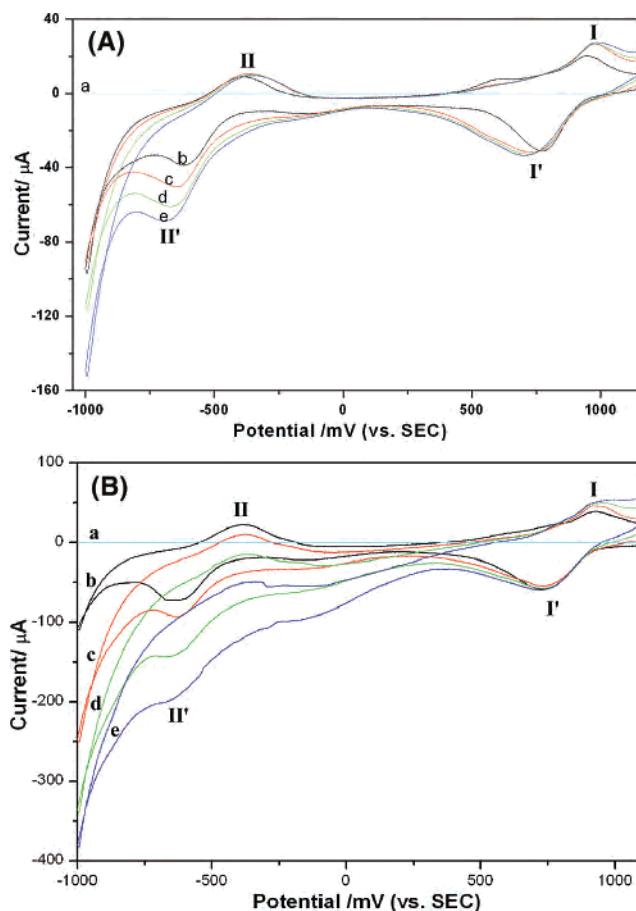 (A)
40
0
-40
-80
-120
-160
Current/ µA
a
b
c
d
e
II
II'
I
I'
-1000
-500
0
500
1000
Potential /mV (vs. SEC)
(B)
100
0
-100
-200
-300
-400
Current/ µA
a
b
c
d
e
II
II'
I
I'
-1000
-500
0
500
1000
Potential /mV (vs. SEC)